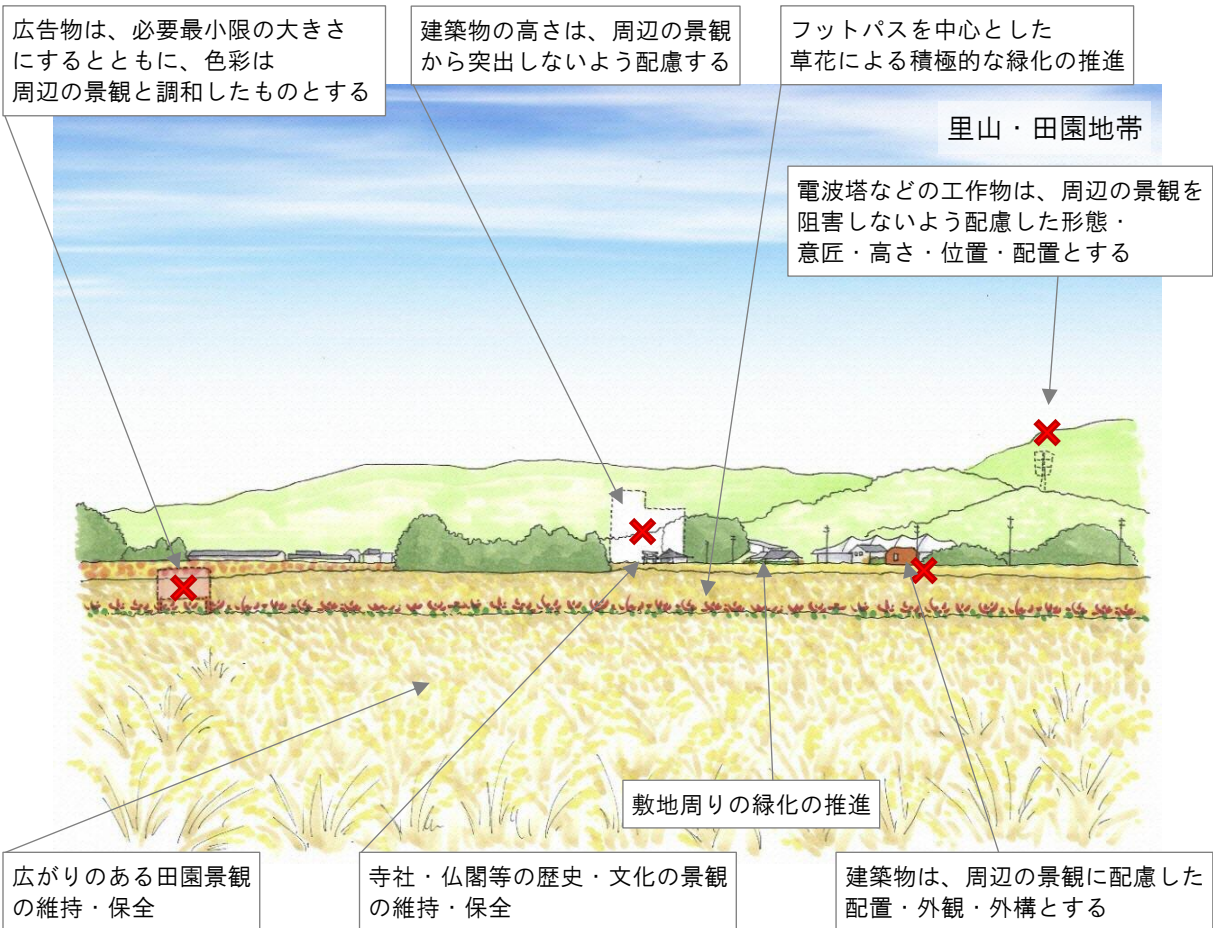 広告物は、必要最小限の大きさ
にするとともに、色彩は
周辺の景観と調和したものとする
建築物の高さは、周辺の景観
から突出しないよう配慮する
フットパスを中心とした
草花による積極的な緑化の推進
里山・田園地帯
電波塔などの工作物は、周辺の景観を
阻害しないよう配慮した形態・
意匠・高さ・位置・配置とする
敷地周りの緑化の推進
広がりのある田園景観
の維持・保全
寺社・仏閣等の歴史・文化の景観
の維持・保全
建築物は、周辺の景観に配慮した
配置・外観・外構とする